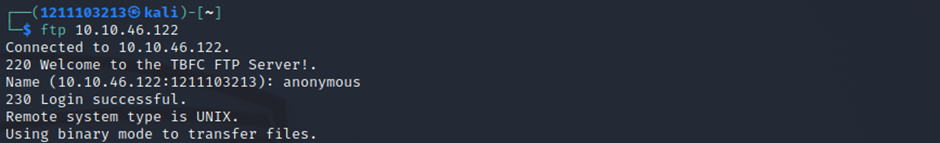 ┌──(1211103213㉿kali)-[~]
└─$ ftp 10.10.46.122
Connected to 10.10.46.122.
220 Welcome to the TBFC FTP Server!.
Name (10.10.46.122:1211103213): anonymous
230 Login successful.
Remote system type is UNIX.
Using binary mode to transfer files.